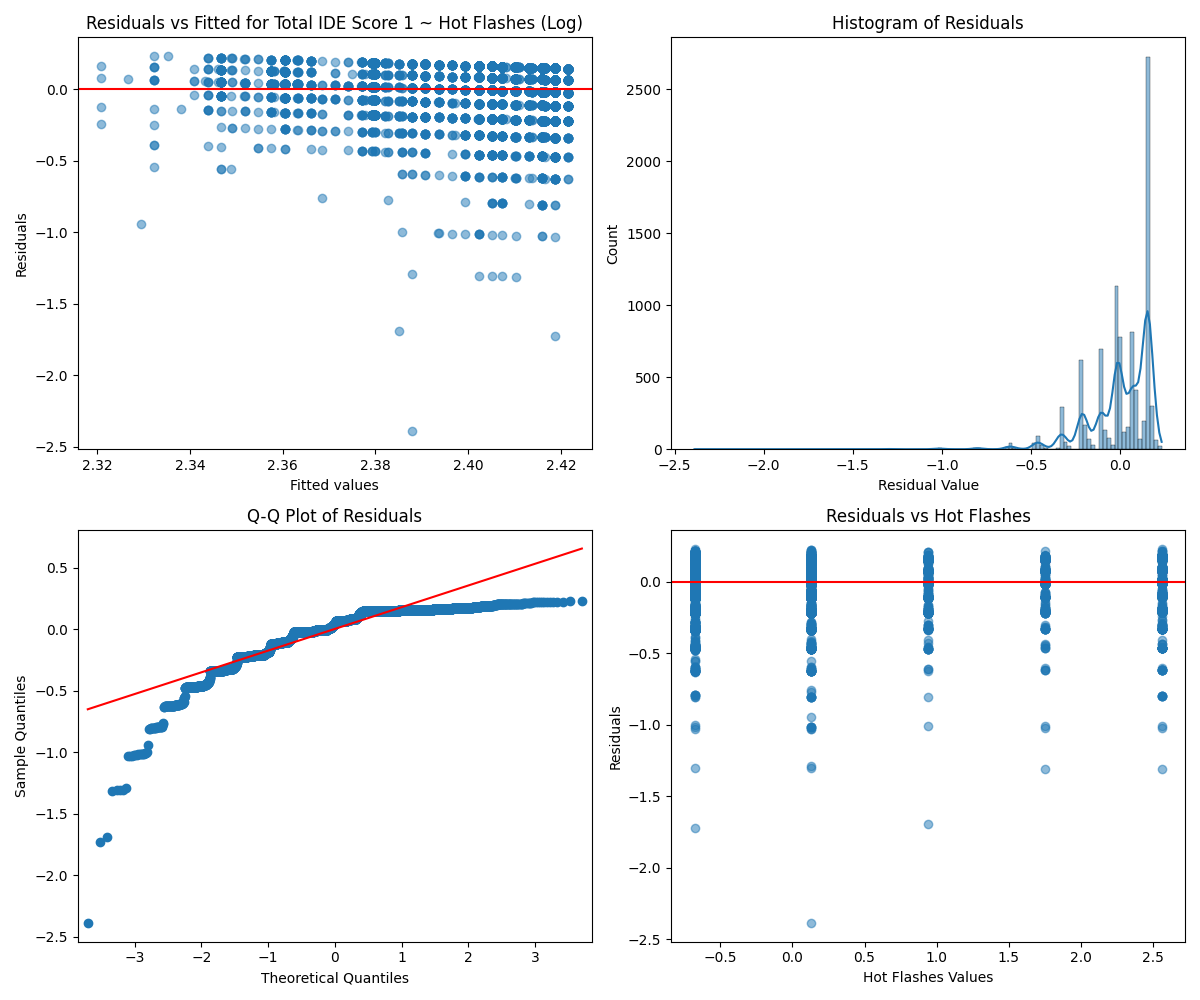 Residuals vs Fitted for Total IDE Score 1 ~ Hot Flashes (Log)
0.0
−0.5
−1.0
−1.5
−2.0
−2.5
Residuals
2.32 2.34 2.36 2.38 2.40 2.42
Fitted values
Histogram of Residuals
2500
2000
1500
1000
500
0
Count
−2.5 −2.0 −1.5 −1.0 −0.5 0.0
Residual Value
Q-Q Plot of Residuals
0.5
0.0
−0.5
−1.0
−1.5
−2.0
−2.5
Sample Quantiles
−3 −2 −1 0 1 2 3
Theoretical Quantiles
Residuals vs Hot Flashes
0.0
−0.5
−1.0
−1.5
−2.0
−2.5
Residuals
−0.5 0.0 0.5 1.0 1.5 2.0 2.5
Hot Flashes Values